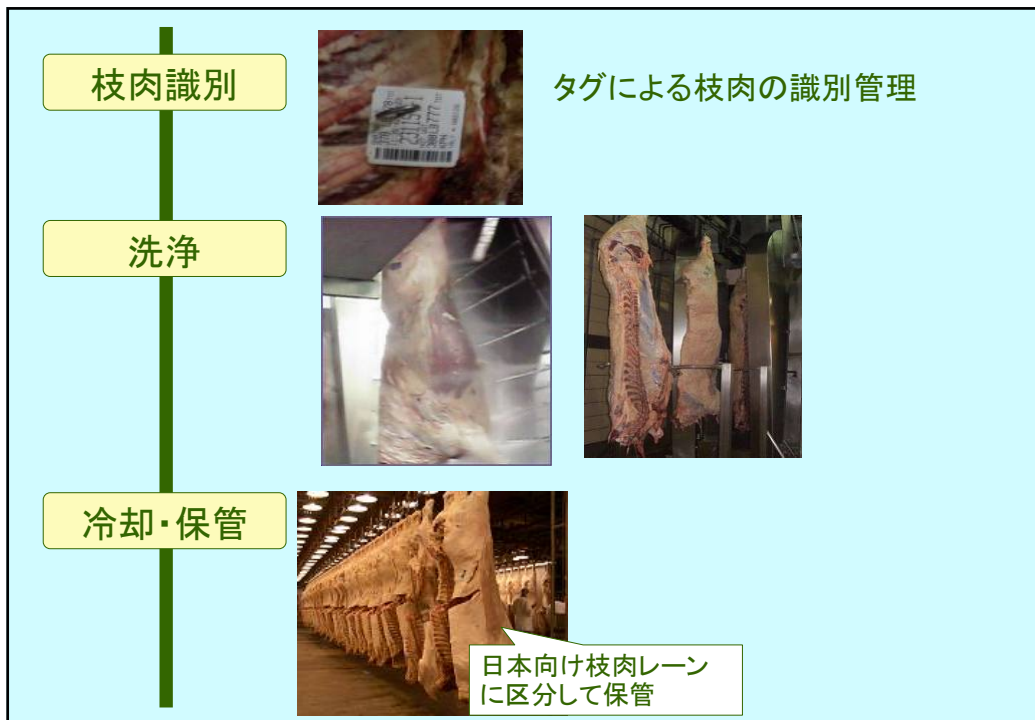 枝肉識別
タグによる枝肉の識別管理
洗浄
冷却・保管
日本向け枝肉レーン
に区分して保管